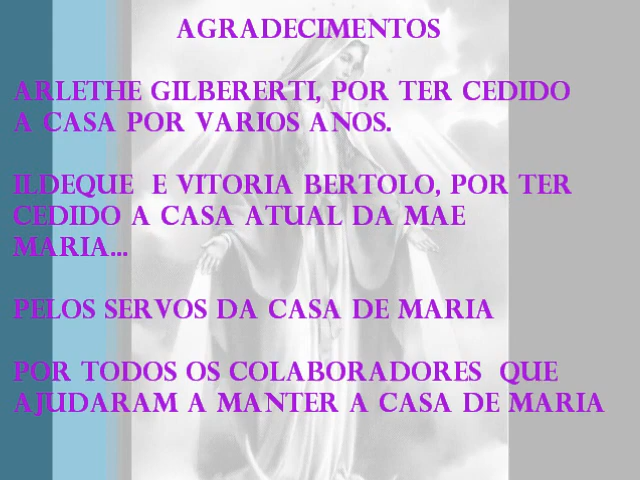 AGRADECIMENTOS
ARLETHE GILBERERTI, POR TER CEDIDO
A CASA POR VARIOS ANOS.
ILDEQUE E VITORIA BERTOLO, POR TER
CEDIDO A CASA ATUAL DA MAE
MARIA...
PELOS SERVOS DA CASA DE MARIA
POR TODOS OS COLABORADORES QUE
AJUDARAM A MANTER A CASA DE MARIA